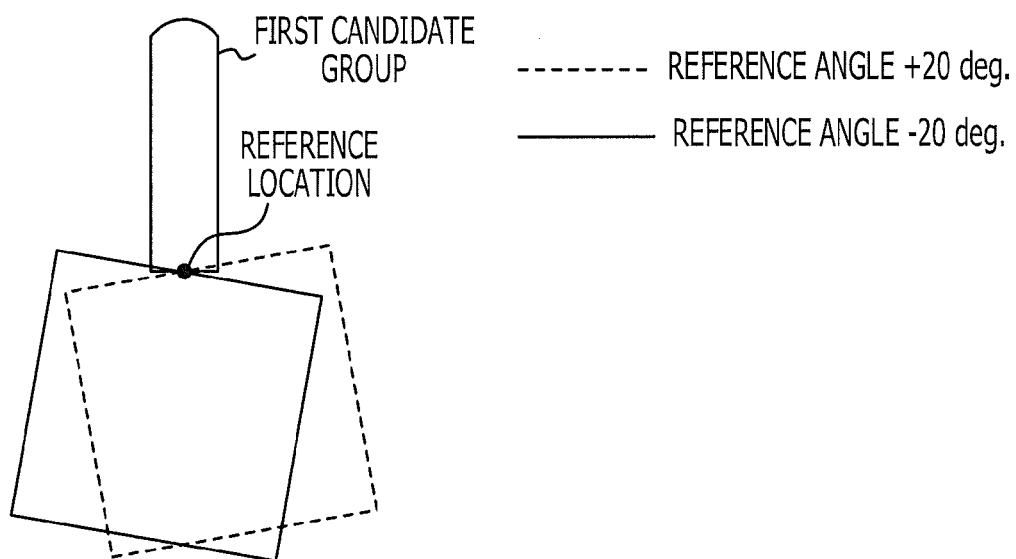 FIRST CANDIDATE
GROUP
REFERENCE
LOCATION
REFERENCE ANGLE +20 deg.
REFERENCE ANGLE -20 deg.